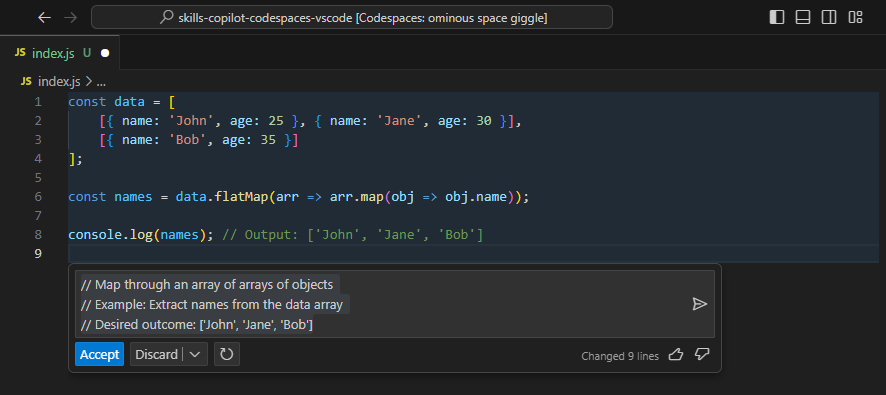 skills-copilot-codespaces-vscode [Codespaces: ominous space giggle]
JS index.js U
JS index.js > ...
1 const data = [
2 [{ name: 'John', age: 25 }, { name: 'Jane', age: 30 }],
3 [{ name: 'Bob', age: 35 }]
4 ];
5
6 const names = data.flatMap(arr => arr.map(obj => obj.name));
7
8 console.log(names); // Output: ['John', 'Jane', 'Bob']
9
// Map through an array of arrays of objects
// Example: Extract names from the data array
// Desired outcome: ['John', 'Jane', 'Bob']
Accept Discard Changed 9 lines